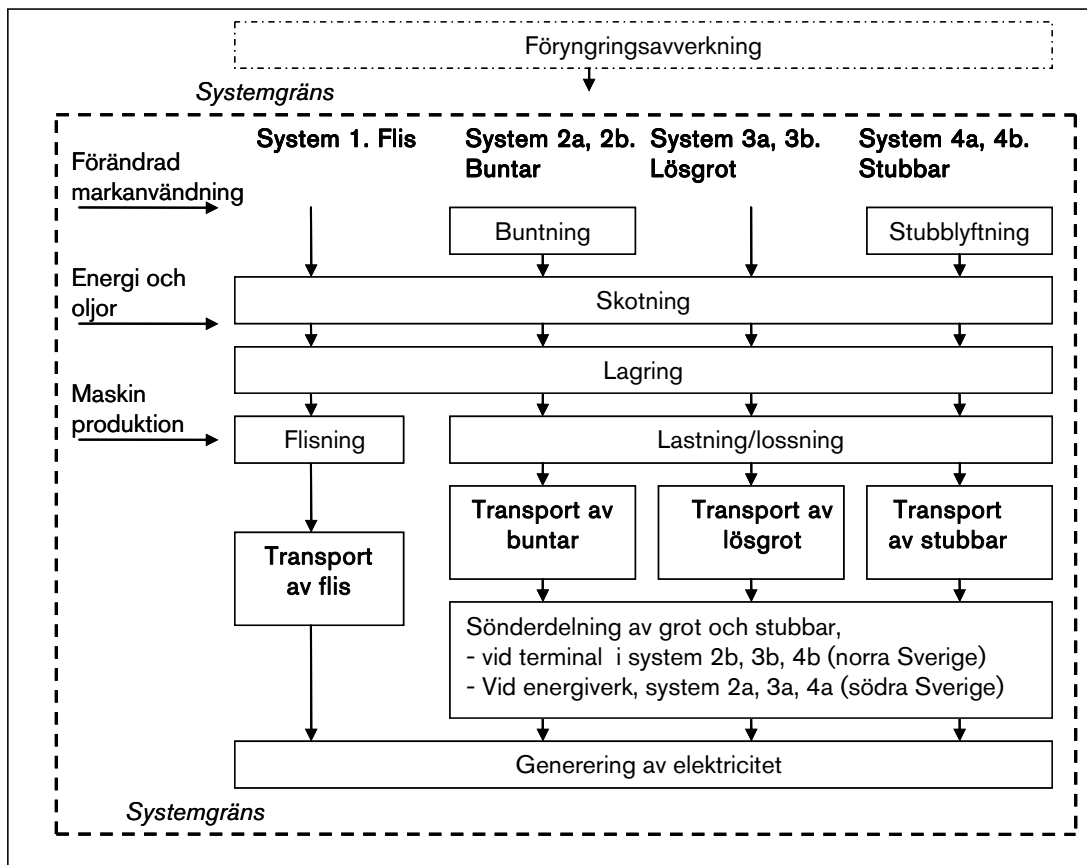 Föryngringsavverkning
Systemgräns
System 1. Flis
System 2a, 2b.
Buntar
System 3a, 3b.
Lösgrot
System 4a, 4b.
Stubbar
Förändrad
markanvändning
Buntning
Stubblyftning
Energi och
oljor
Skotning
Lagring
Maskin
produktion
Flisning
Lastning/lossning
Transport av
buntar
Transport av
lösgrot
Transport
av stubbar
Transport
av flis
Sönderdelning av grot och stubbar,
- vid terminal i system 2b, 3b, 4b (norra Sverige)
- Vid energiverk, system 2a, 3a, 4a (södra Sverige)
Generering av elektricitet
Systemgräns